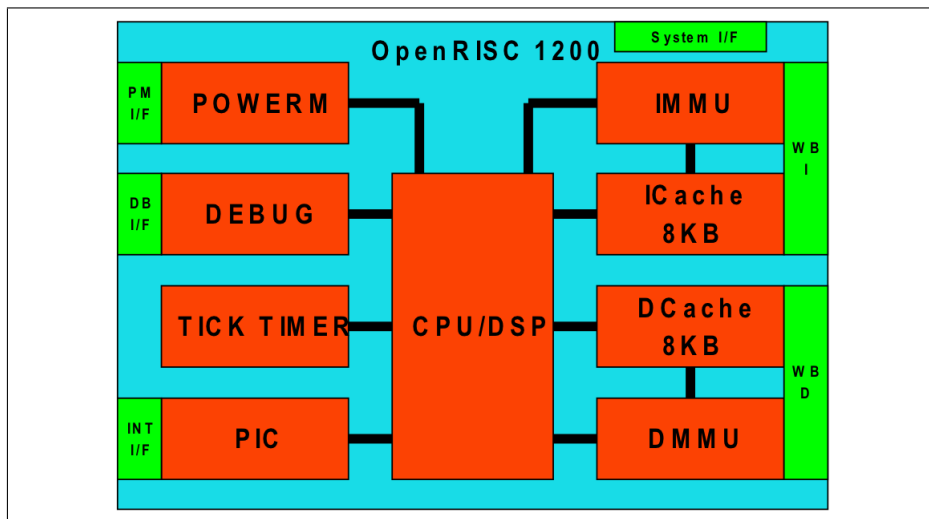 System I/F
OpenRISC 1200
PM
I/F
POWERM
IMMU
WB
I
DB
I/F
DEBUG
ICache
8KB
TICK TIMER
CPU/DSP
DCache
8KB
WB
D
INT
I/F
PIC
DMMU